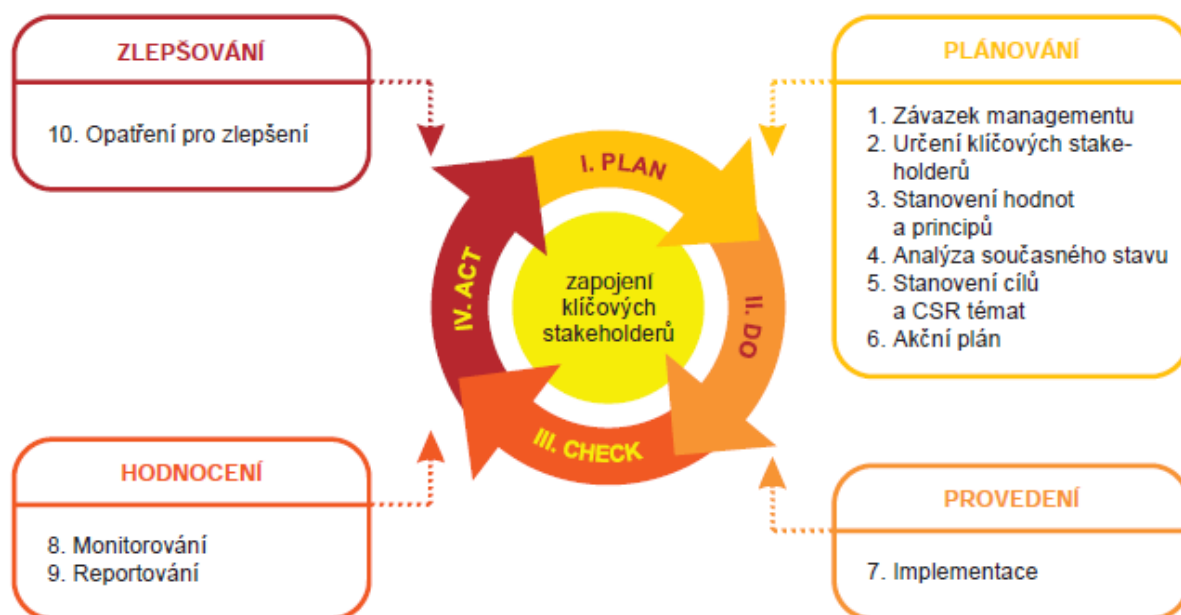 ZLEPŠOVÁNÍ
10. Opatření pro zlepšení
PLÁNOVÁNÍ
1. Závazek managementu
2. Určení klíčových stake-
holderů
3. Stanovení hodnot
a principů
4. Analýza současného stavu
5. Stanovení cílů
a CSR témat
6. Akční plán
I. PLAN
II. DO
III. CHECK
IV. ACT
zapojení
klíčových
stakeholderů
HODNOCENÍ
8. Monitorování
9. Reportování
PROVEDENÍ
7. Implementace